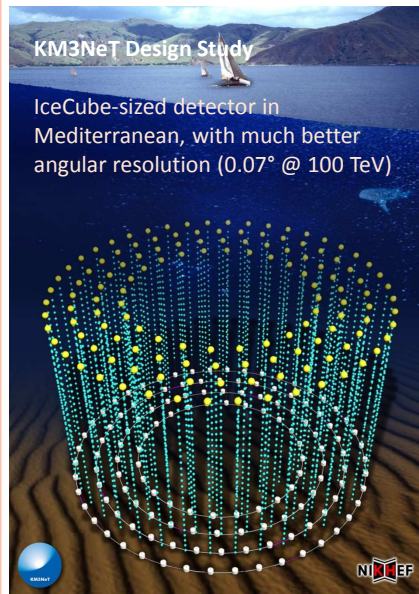 KM3NeT Design Study
IceCube-sized detector in
Mediterranean, with much better
angular resolution (0.07° @ 100 TeV)
KM3NeT
NIKHEF